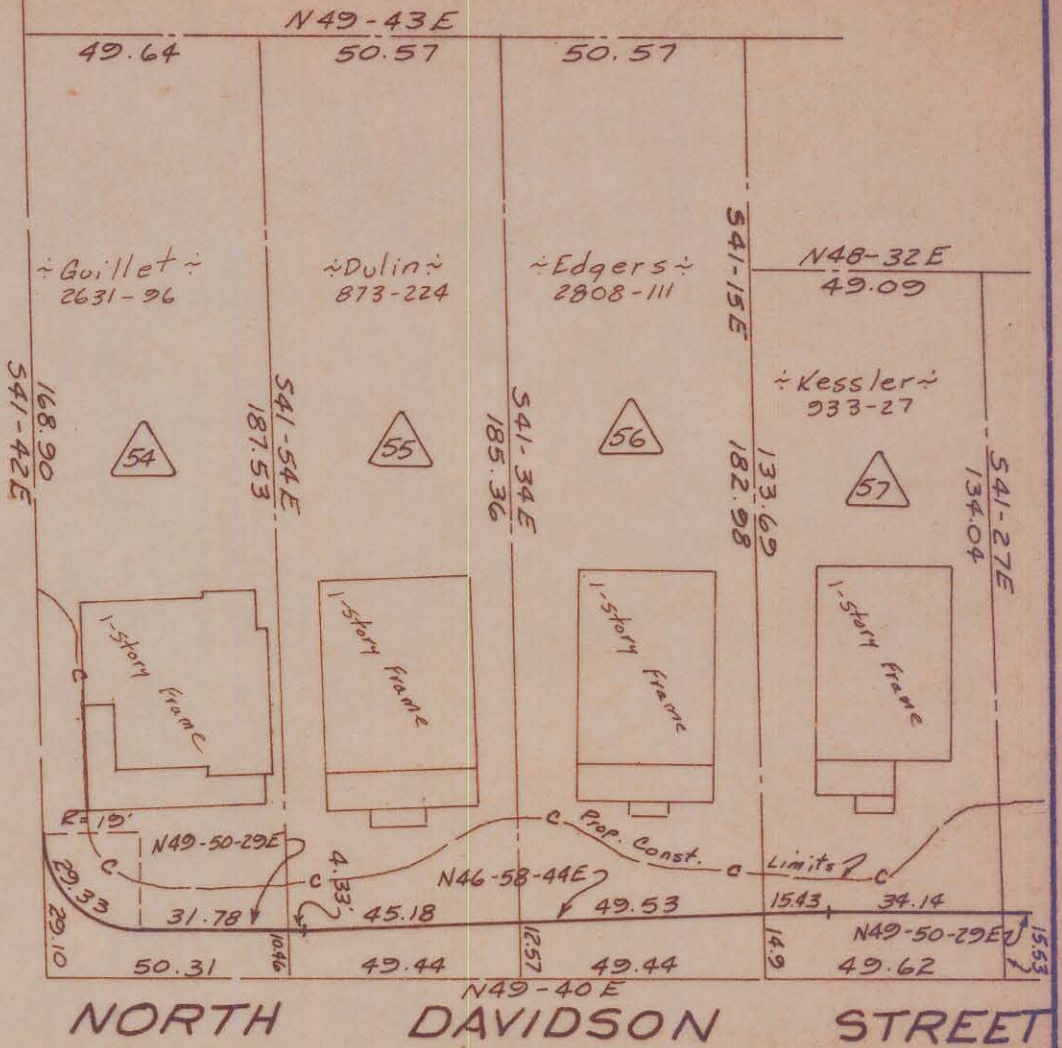 N49-43E
49.64
50.57
50.57
÷Guillet÷
2631-96
÷Dulin÷
873-224
÷Edgers÷
2808-111
S41-15E
N48-32E
49.09
÷Kessler÷
933-27
168.90
S41-42E
54
S41-54E
187.53
55
S41-34E
185.36
56
133.69
182.98
57
S41-27E
134.04
1-Story Frame
1-Story Frame
1-Story Frame
1-Story Frame
C
R=19'
N49-50-29E
C
C
4.33'
C
Prop. Const.
C
Limits
C
N46-58-44E
29.33
31.78
45.18
49.53
15.43
34.14
N49-50-29E
29.10
50.31
10.46
49.44
12.57
49.44
14.9
49.62
15.53
N49-40E
NORTH DAVIDSON STREET